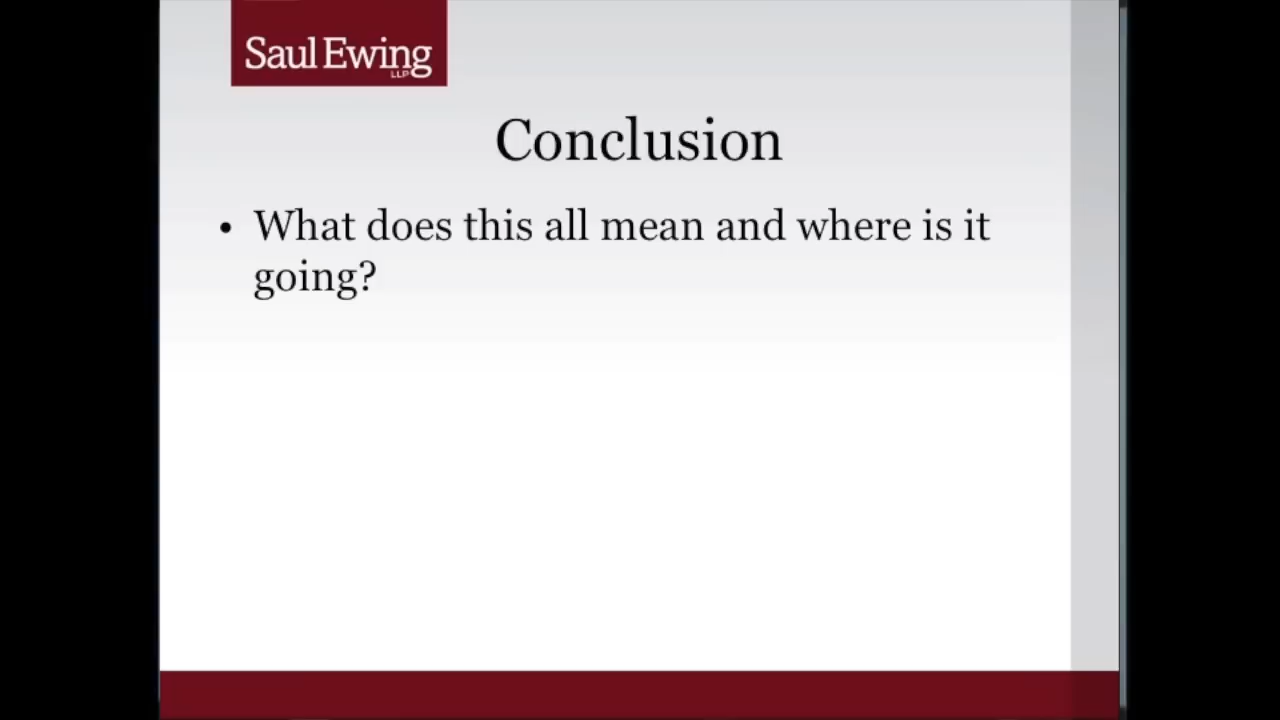 Saul Ewing
LLP
Conclusion
• What does this all mean and where is it
going?